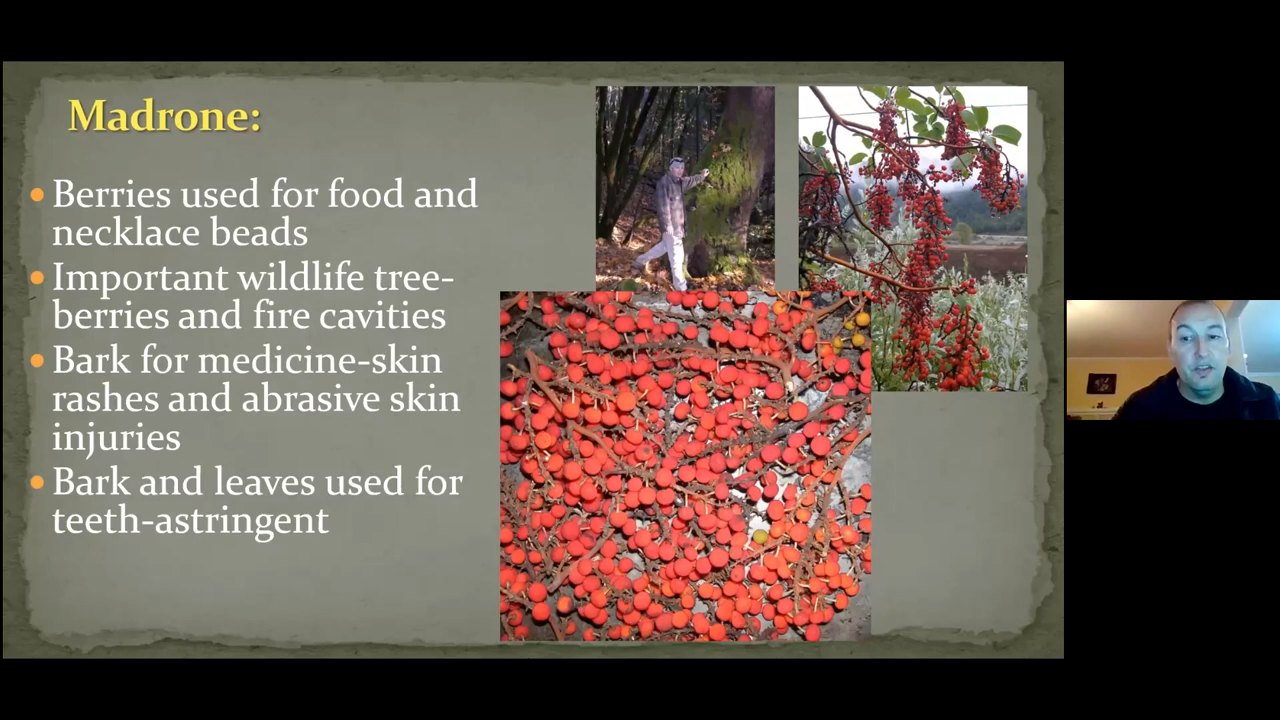 Madrone:
Berries used for food and
necklace beads
Important wildlife tree-
berries and fire cavities
Bark for medicine-skin
rashes and abrasive skin
injuries
Bark and leaves used for
teeth-astringent